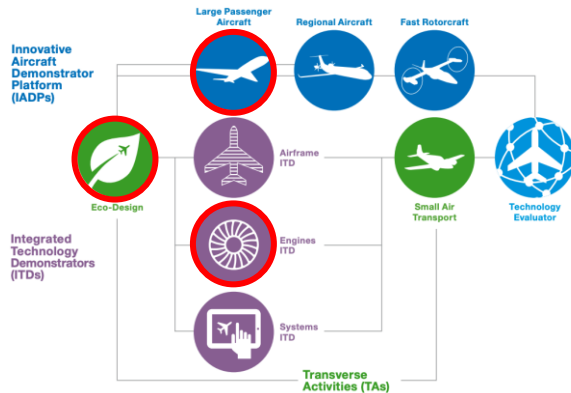 Large Passenger
Aircraft
Regional Aircraft
Fast Rotorcraft
Innovative
Aircraft
Demonstrator
Platform
(IADPs)
Airframe
ITD
Eco-Design
Small Air
Transport
Technology
Evaluator
Integrated
Technology
Demonstrators
(ITDs)
Engines
ITD
Systems
ITD
Transverse
Activities (TAs)